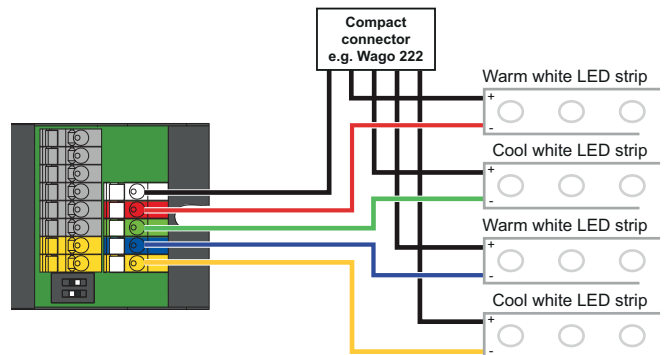 Compact
connector
e.g. Wago 222
Warm white LED strip
+
-
Cool white LED strip
+
-
Warm white LED strip
+
-
Cool white LED strip
+
-